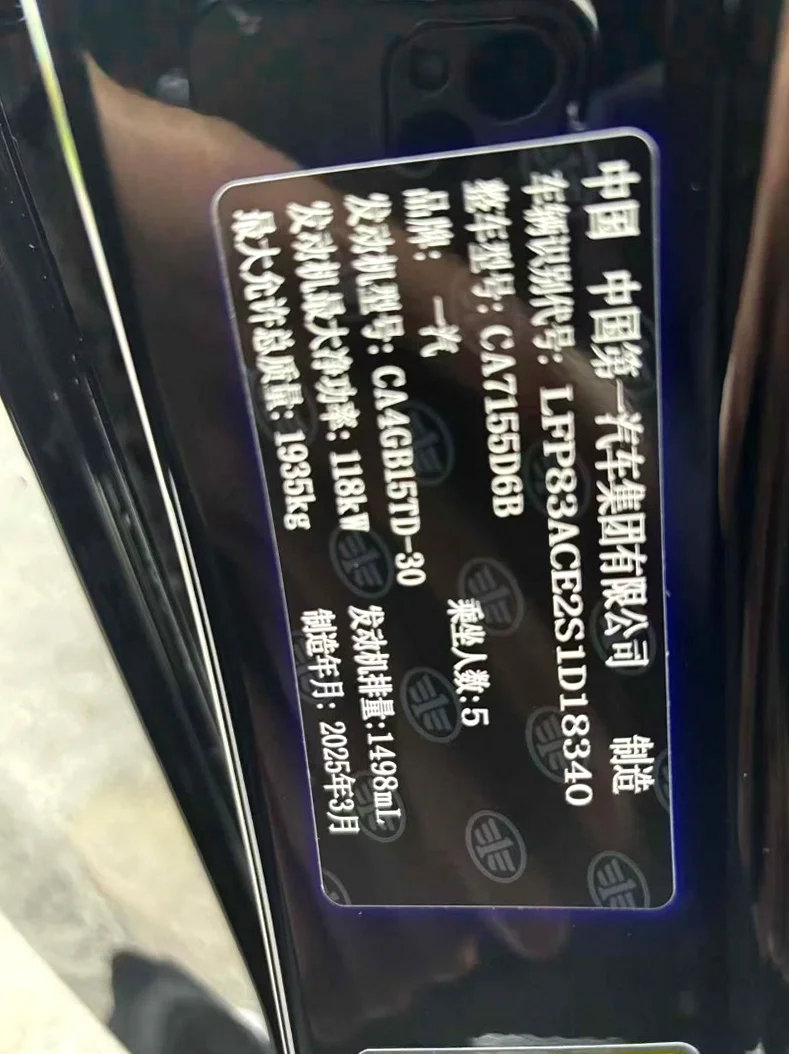 中国 中国第一汽车集团有限公司 制造
车辆识别代号: LFP83ACE2S1D18340
整车型号: CA7155D6B
品牌: 一汽 乘坐人数:5
发动机型号: CA4GB15TD-30 发动机排量:1498mL
发动机最大净功率: 118kW 制造年月: 2025年3月
最大允许总质量: 1935kg